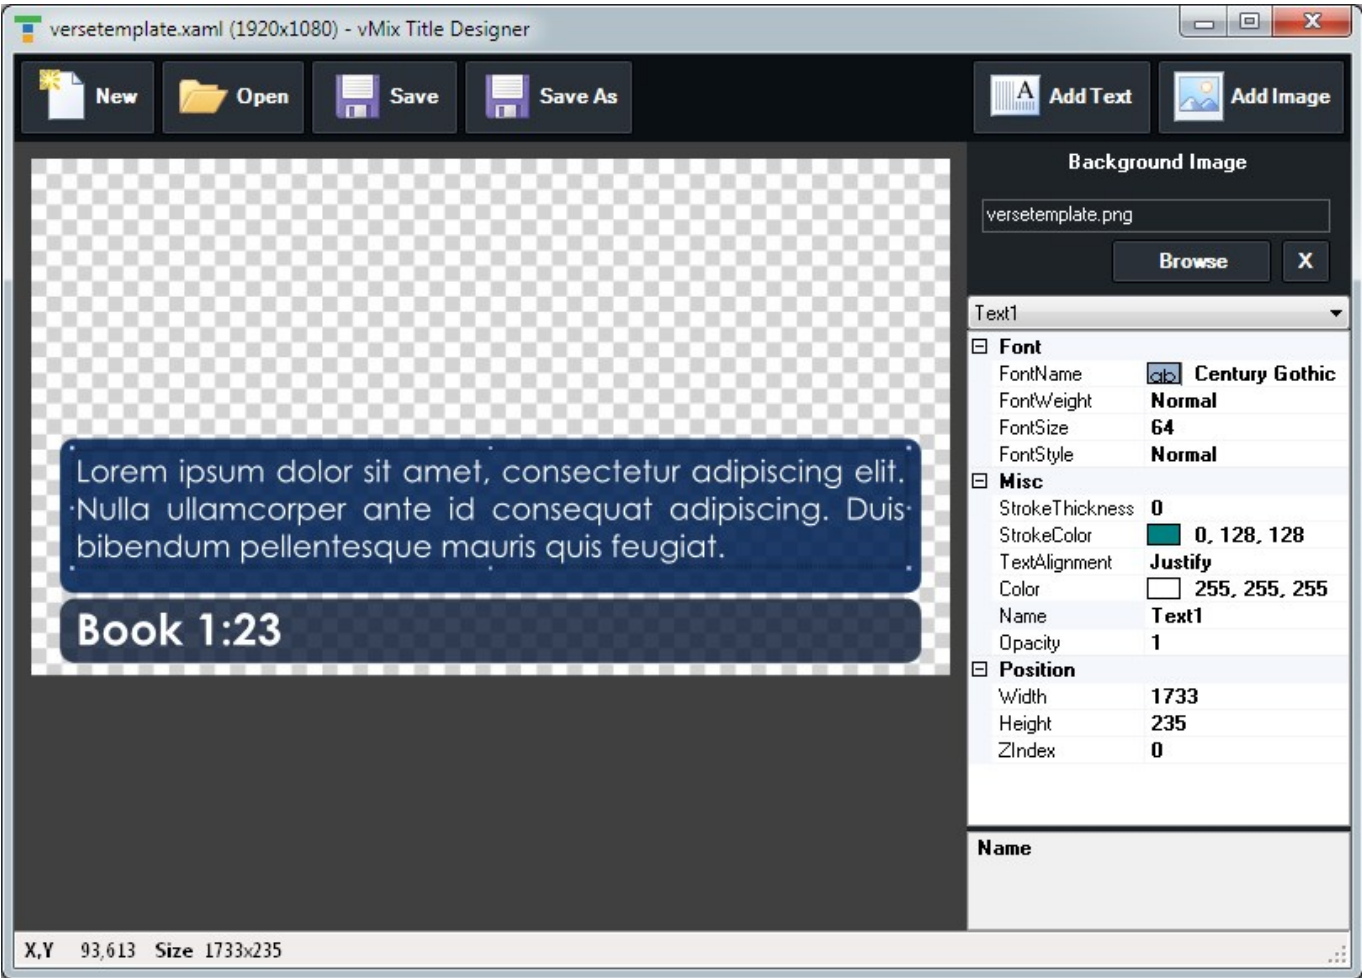 versetemplate.xaml (1920x1080) - vMix Title Designer
New Open Save Save As Add Text Add Image
Background Image
versetemplate.png
Browse X
Text1
Font
FontName ab Century Gothic
FontWeight Normal
FontSize 64
FontStyle Normal
Misc
StrokeThickness 0
StrokeColor 0, 128, 128
TextAlignment Justify
Color 255, 255, 255
Name Text1
Opacity 1
Position
Width 1733
Height 235
ZIndex 0
Name
Lorem ipsum dolor sit amet, consectetur adipiscing elit.
Nulla ullamcorper ante id consequat adipiscing. Duis
bibendum pellentesque mauris quis feugiat.
Book 1:23
X,Y 93,613 Size 1733x235